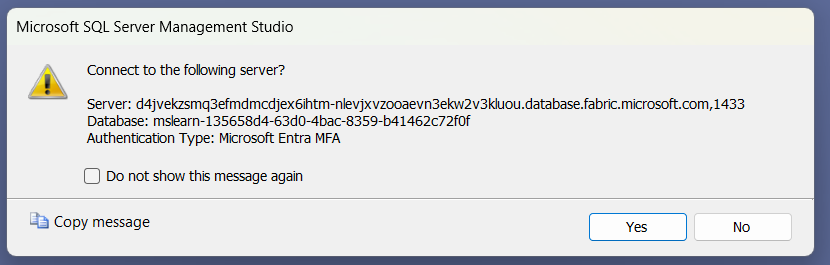 Microsoft SQL Server Management Studio
Connect to the following server?
Server: d4jvekzsmq3efmdmcdjex6ihtm-nlevjxvzooaevn3ekw2v3kluou.database.fabric.microsoft.com,1433
Database: mslearn-135658d4-63d0-4bac-8359-b41462c72f0f
Authentication Type: Microsoft Entra MFA
Do not show this message again
Copy message
Yes
No